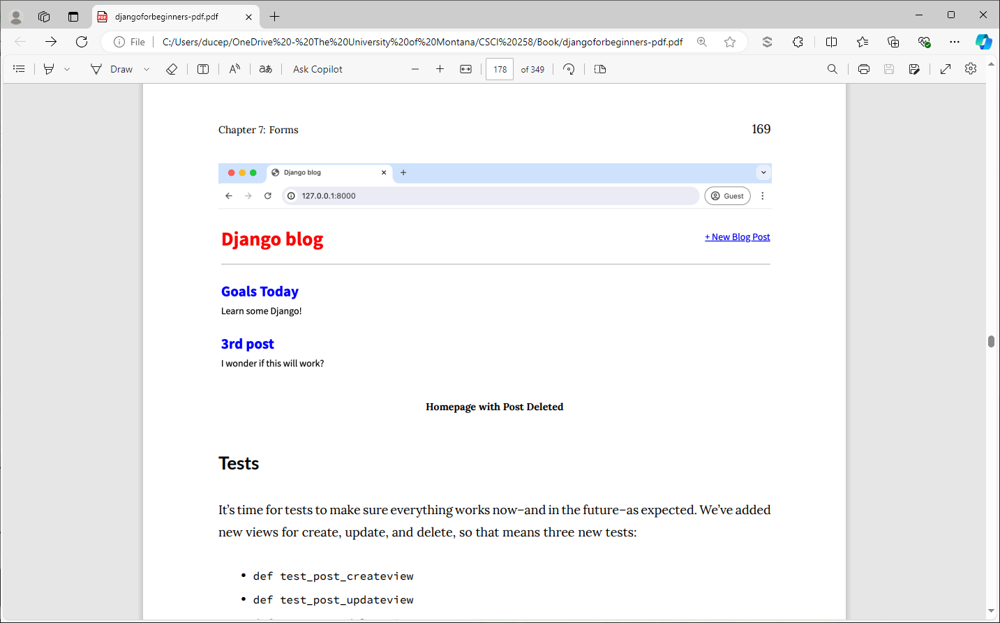 djangoforbeginners-pdf.pdf
File
C:/Users/ducep/OneDrive%20-%20The%20University%20of%20Montana/CSCI%20258/Book/djangoforbeginners-pdf.pdf
Draw
Ask Copilot
178 of 349
Chapter 7: Forms
169
Django blog
127.0.0.1:8000
Guest
Django blog
+ New Blog Post
Goals Today
Learn some Django!
3rd post
I wonder if this will work?
Homepage with Post Deleted
Tests
It’s time for tests to make sure everything works now–and in the future–as expected. We’ve added
new views for create, update, and delete, so that means three new tests:
• def test_post_createview
• def test_post_updateview